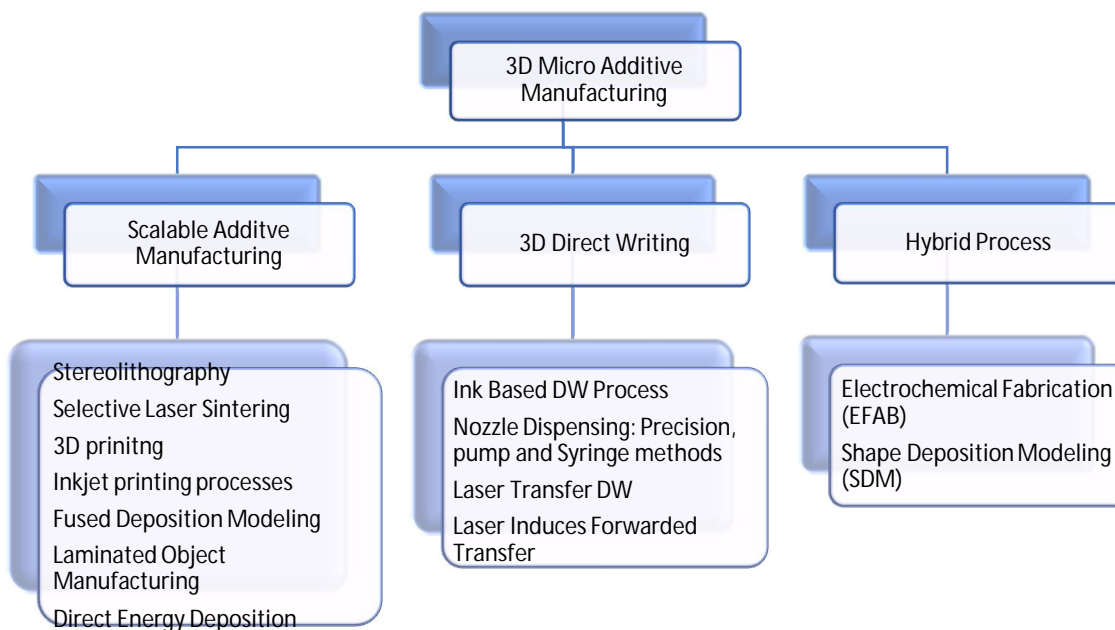 3D Micro Additive
Manufacturing
Scalable Additve
Manufacturing
3D Direct Writing
Hybrid Process
Stereolithography
Selective Laser Sintering
3D prinitng
Inkjet printing processes
Fused Deposition Modeling
Laminated Object
Manufacturing
Direct Energy Deposition
Ink Based DW Process
Nozzle Dispensing: Precision,
pump and Syringe methods
Laser Transfer DW
Laser Induces Forwarded
Transfer
Electrochemical Fabrication
(EFAB)
Shape Deposition Modeling
(SDM)